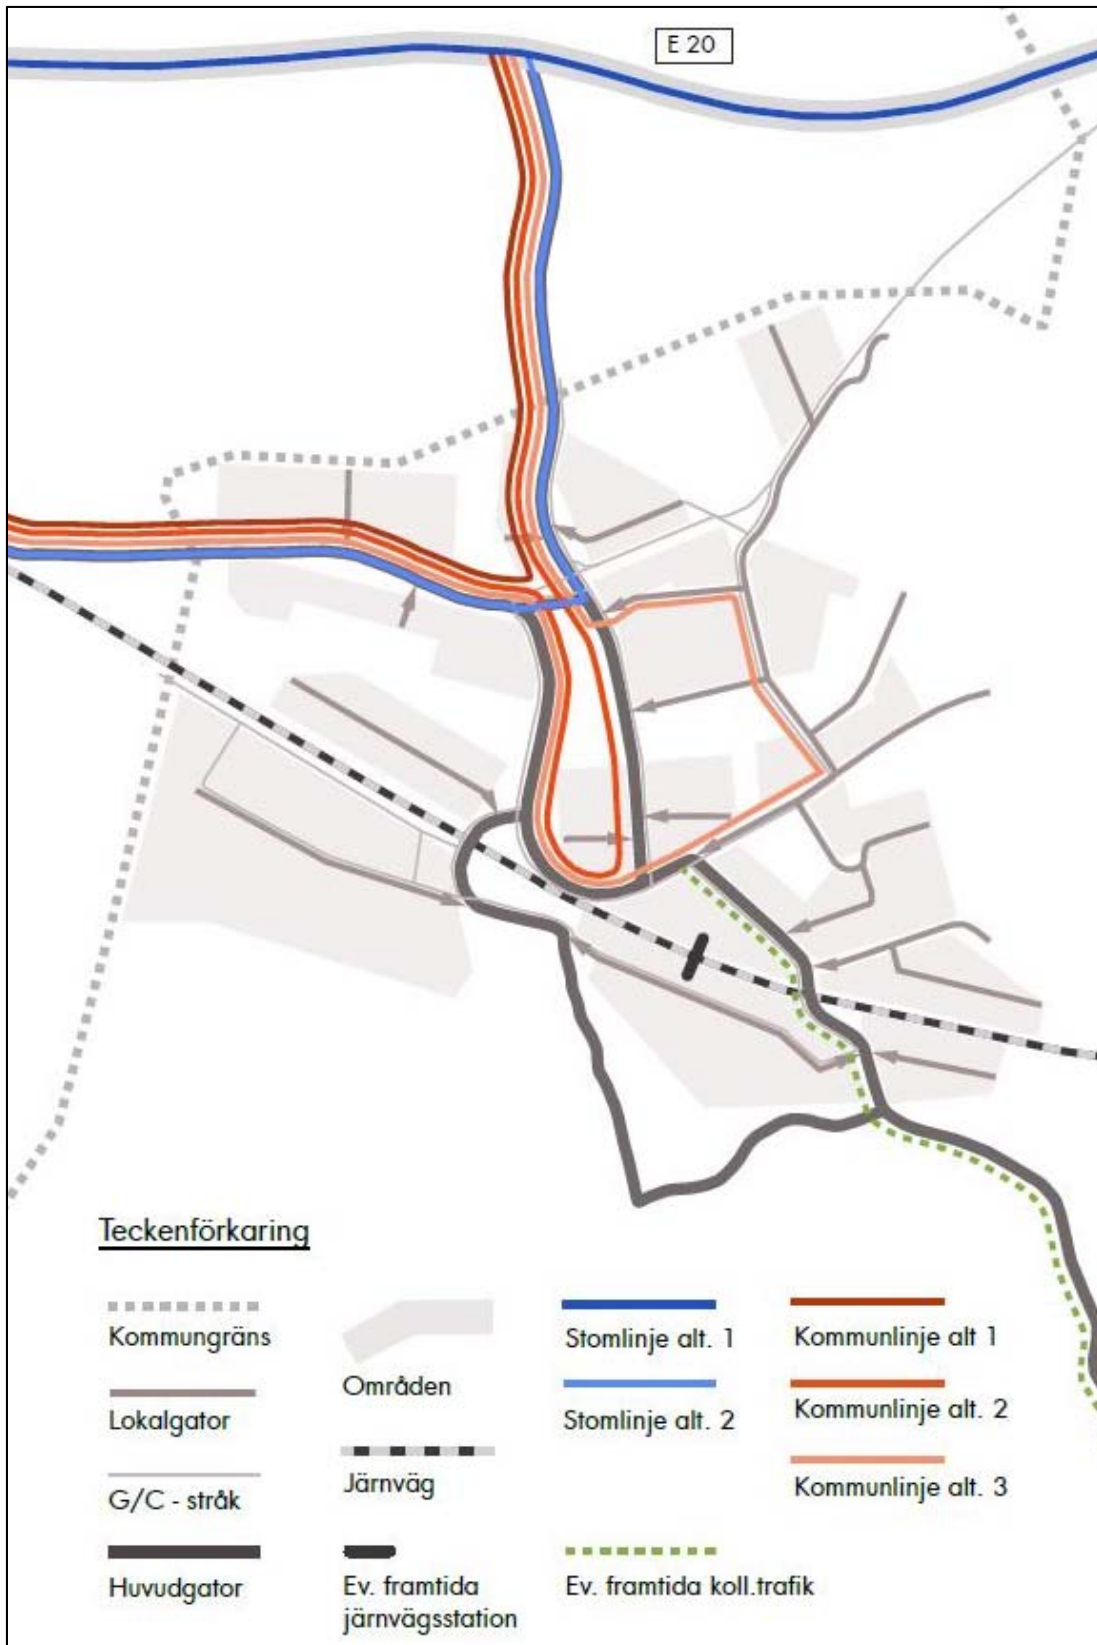 E 20
Teckenförkaring
Kommungräns
Lokalgator
G/C - stråk
Huvudgator
Områden
Järnväg
Ev. framtida
järnvägsstation
Stomlinje alt. 1
Stomlinje alt. 2
Ev. framtida koll.trafik
Kommunlinje alt 1
Kommunlinje alt. 2
Kommunlinje alt. 3